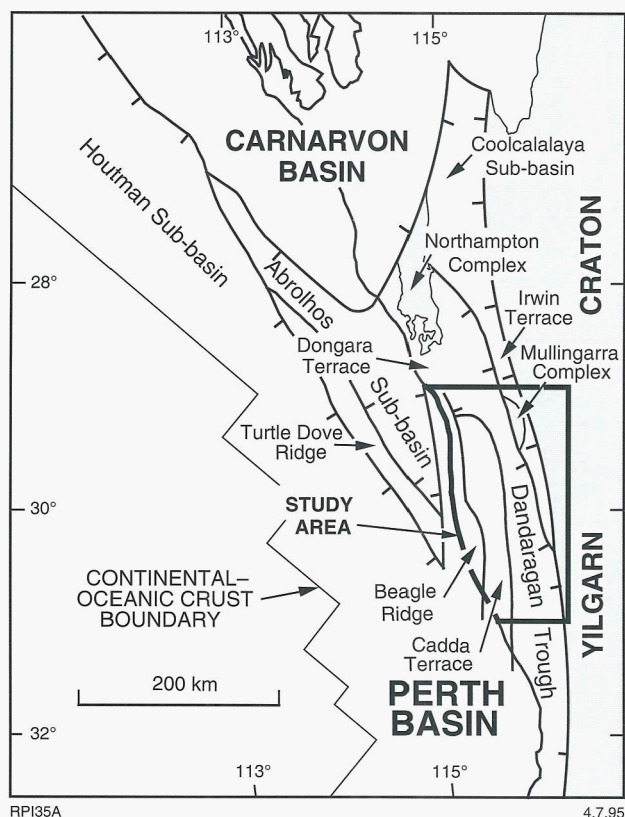 113°
115°
CARNARVON
BASIN
Coolcalalaya
Sub-basin
Houtman Sub-basin
Northampton
Complex
CRATON
28°
Abrolhos
Sub-basin
Irwin
Terrace
Dongara
Terrace
Mullingarra
Complex
Turtle Dove
Ridge
30°
STUDY
AREA
Dandaragan
Trough
YILGARN
CONTINENTAL–
OCEANIC CRUST
BOUNDARY
Beagle
Ridge
Cadda
Terrace
200 km
PERTH
BASIN
32°
113°
115°
RPI35A
4.7.95